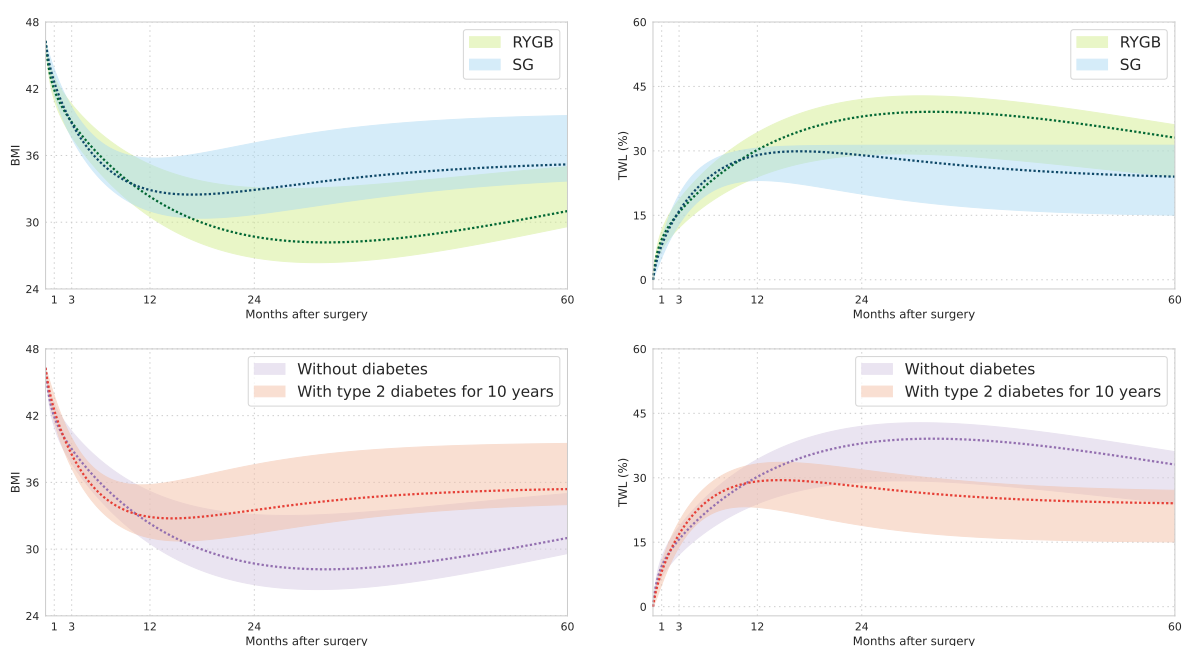 48
42
36
30
24
BMI
RYGB
SG
1 3 12 24 60
Months after surgery
60
45
30
15
0
TWL (%)
RYGB
SG
1 3 12 24 60
Months after surgery
48
42
36
30
24
BMI
Without diabetes
With type 2 diabetes for 10 years
1 3 12 24 60
Months after surgery
60
45
30
15
0
TWL (%)
Without diabetes
With type 2 diabetes for 10 years
1 3 12 24 60
Months after surgery